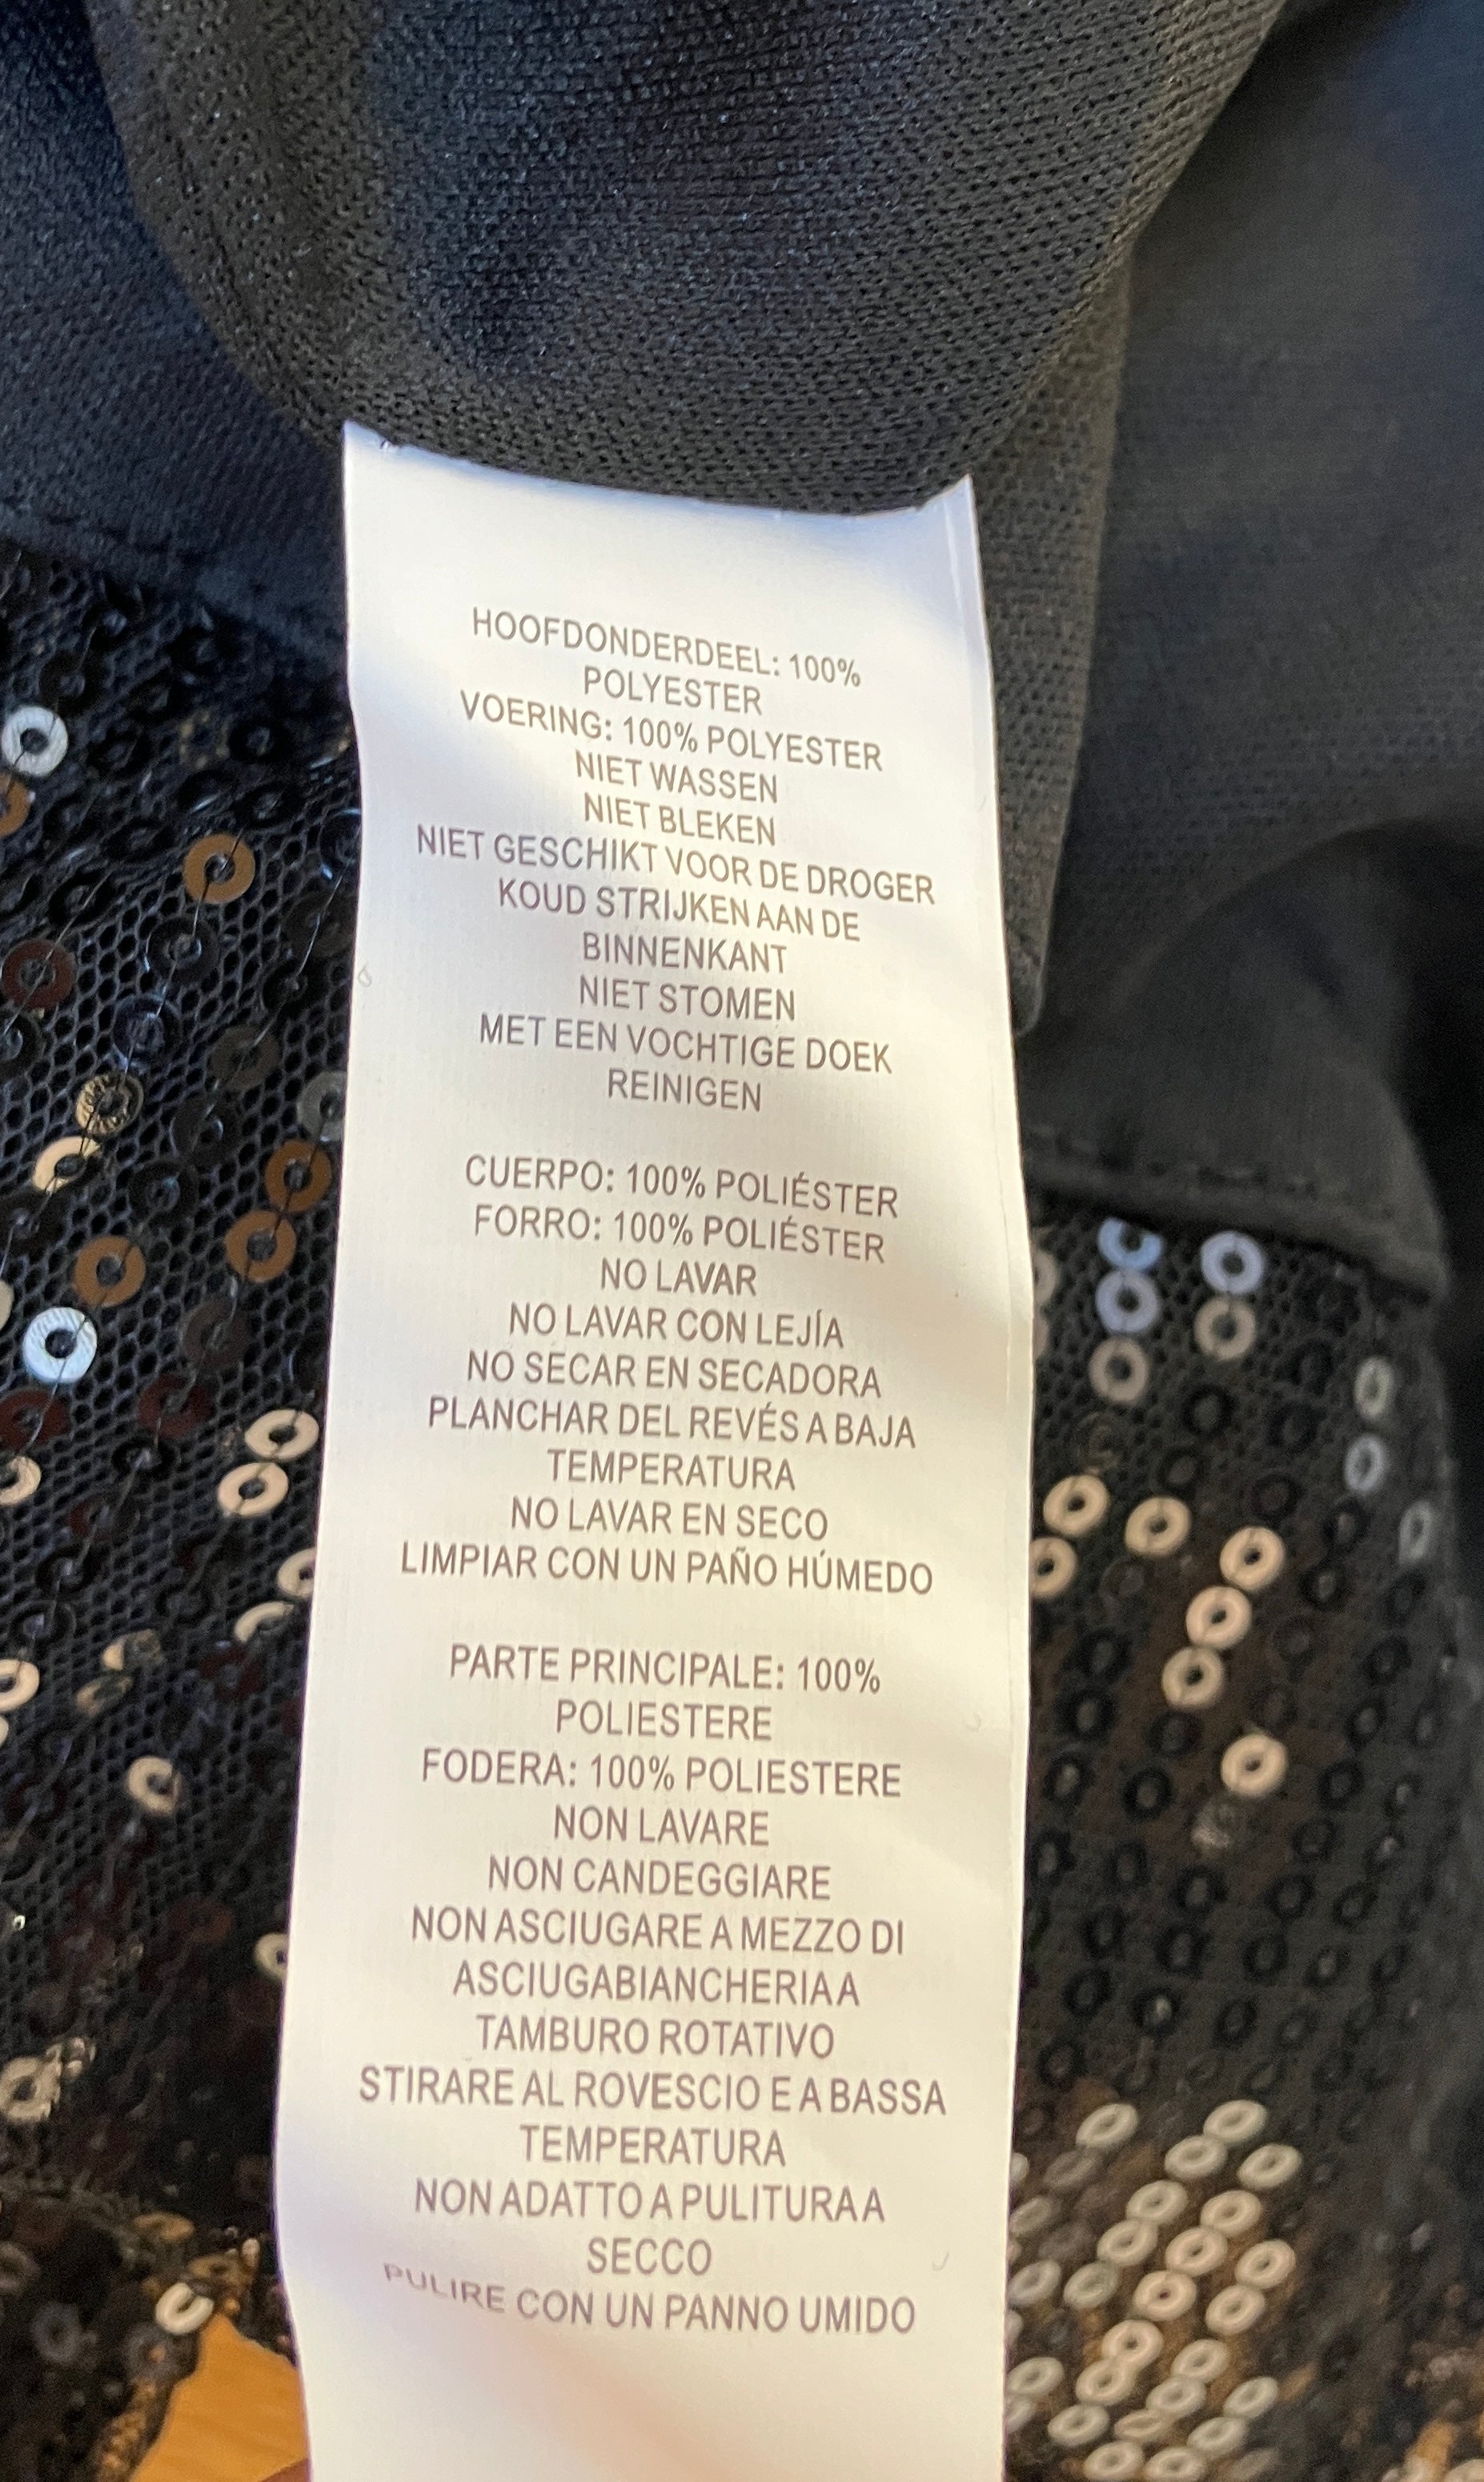 HOOFDONDERDEEL: 100%
POLYESTER
VOERING: 100% POLYESTER
NIET WASSEN
NIET BLEKEN
NIET GESCHIKT VOOR DE DROGER
KOUD STRIJKEN AAN DE
BINNENKANT
NIET STOMEN
MET EEN VOCHTIGE DOEK
REINIGEN
CUERPO: 100% POLIÉSTER
FORRO: 100% POLIÉSTER
NO LAVAR
NO LAVAR CON LEJÍA
NO SECAR EN SECADORA
PLANCHAR DEL REVÉS A BAJA
TEMPERATURA
NO LAVAR EN SECO
LIMPIAR CON UN PAÑO HÚMEDO
PARTE PRINCIPALE: 100%
POLIESTERE
FODERA: 100% POLIESTERE
NON LAVARE
NON CANDEGGIARE
NON ASCIUGARE A MEZZO DI
ASCIUGABIANCHERIA A
TAMBURO ROTATIVO
STIRARE AL ROVESCIO E A BASSA
TEMPERATURA
NON ADATTO A PULITURA A
SECCO
PULIRE CON UN PANNO UMIDO